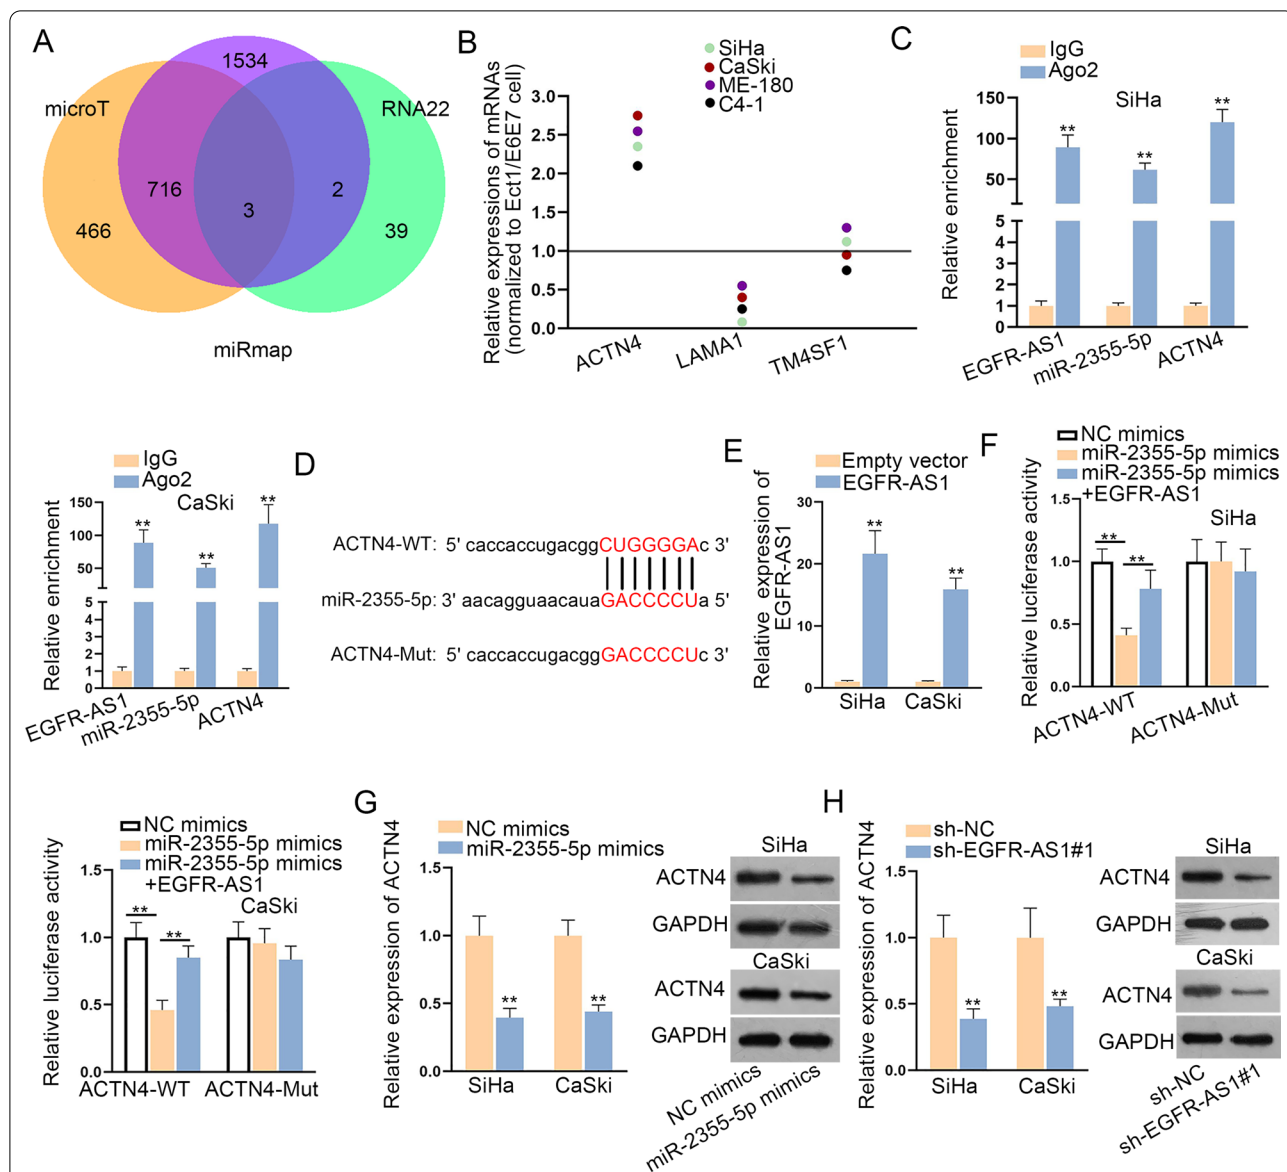 A
1534
microT
RNA22
716
2
3
466
39
miRmap
B
SiHa
CaSki
ME-180
C4-1
Relative expressions of mRNAs
(normalized to Ect1/E6E7 cell)
3.0
2.5
2.0
1.5
1.0
0.5
0.0
ACTN4
LAMA1
TM4SF1
C
IgG
Ago2
SiHa
Relative enrichment
150
100
50
5
4
3
2
1
0
**
**
**
EGFR-AS1
miR-2355-5p
ACTN4
IgG
Ago2
CaSki
Relative enrichment
150
100
50
5
4
3
2
1
0
**
**
**
EGFR-AS1
miR-2355-5p
ACTN4
D
ACTN4-WT: 5' caccaccugacggCUGGGGAc 3'
miR-2355-5p: 3' aacagguaacauaGACCCCUa 5'
ACTN4-Mut: 5' caccaccugacggGACCCCUc 3'
E
Empty vector
EGFR-AS1
Relative expression of
EGFR-AS1
30
20
10
0
**
**
SiHa
CaSki
F
NC mimics
miR-2355-5p mimics
miR-2355-5p mimics
+EGFR-AS1
SiHa
Relative luciferase activity
1.5
1.0
0.5
0.0
**
**
ACTN4-WT
ACTN4-Mut
NC mimics
miR-2355-5p mimics
miR-2355-5p mimics
+EGFR-AS1
CaSki
Relative luciferase activity
1.5
1.0
0.5
0.0
**
**
ACTN4-WT
ACTN4-Mut
G
NC mimics
miR-2355-5p mimics
Relative expression of ACTN4
1.5
1.0
0.5
0.0
**
**
SiHa
CaSki
SiHa
ACTN4
GAPDH
CaSki
ACTN4
GAPDH
NC mimics
miR-2355-5p mimics
H
sh-NC
sh-EGFR-AS1#1
Relative expression of ACTN4
1.5
1.0
0.5
0.0
**
**
SiHa
CaSki
SiHa
ACTN4
GAPDH
CaSki
ACTN4
GAPDH
sh-NC
sh-EGFR-AS1#1